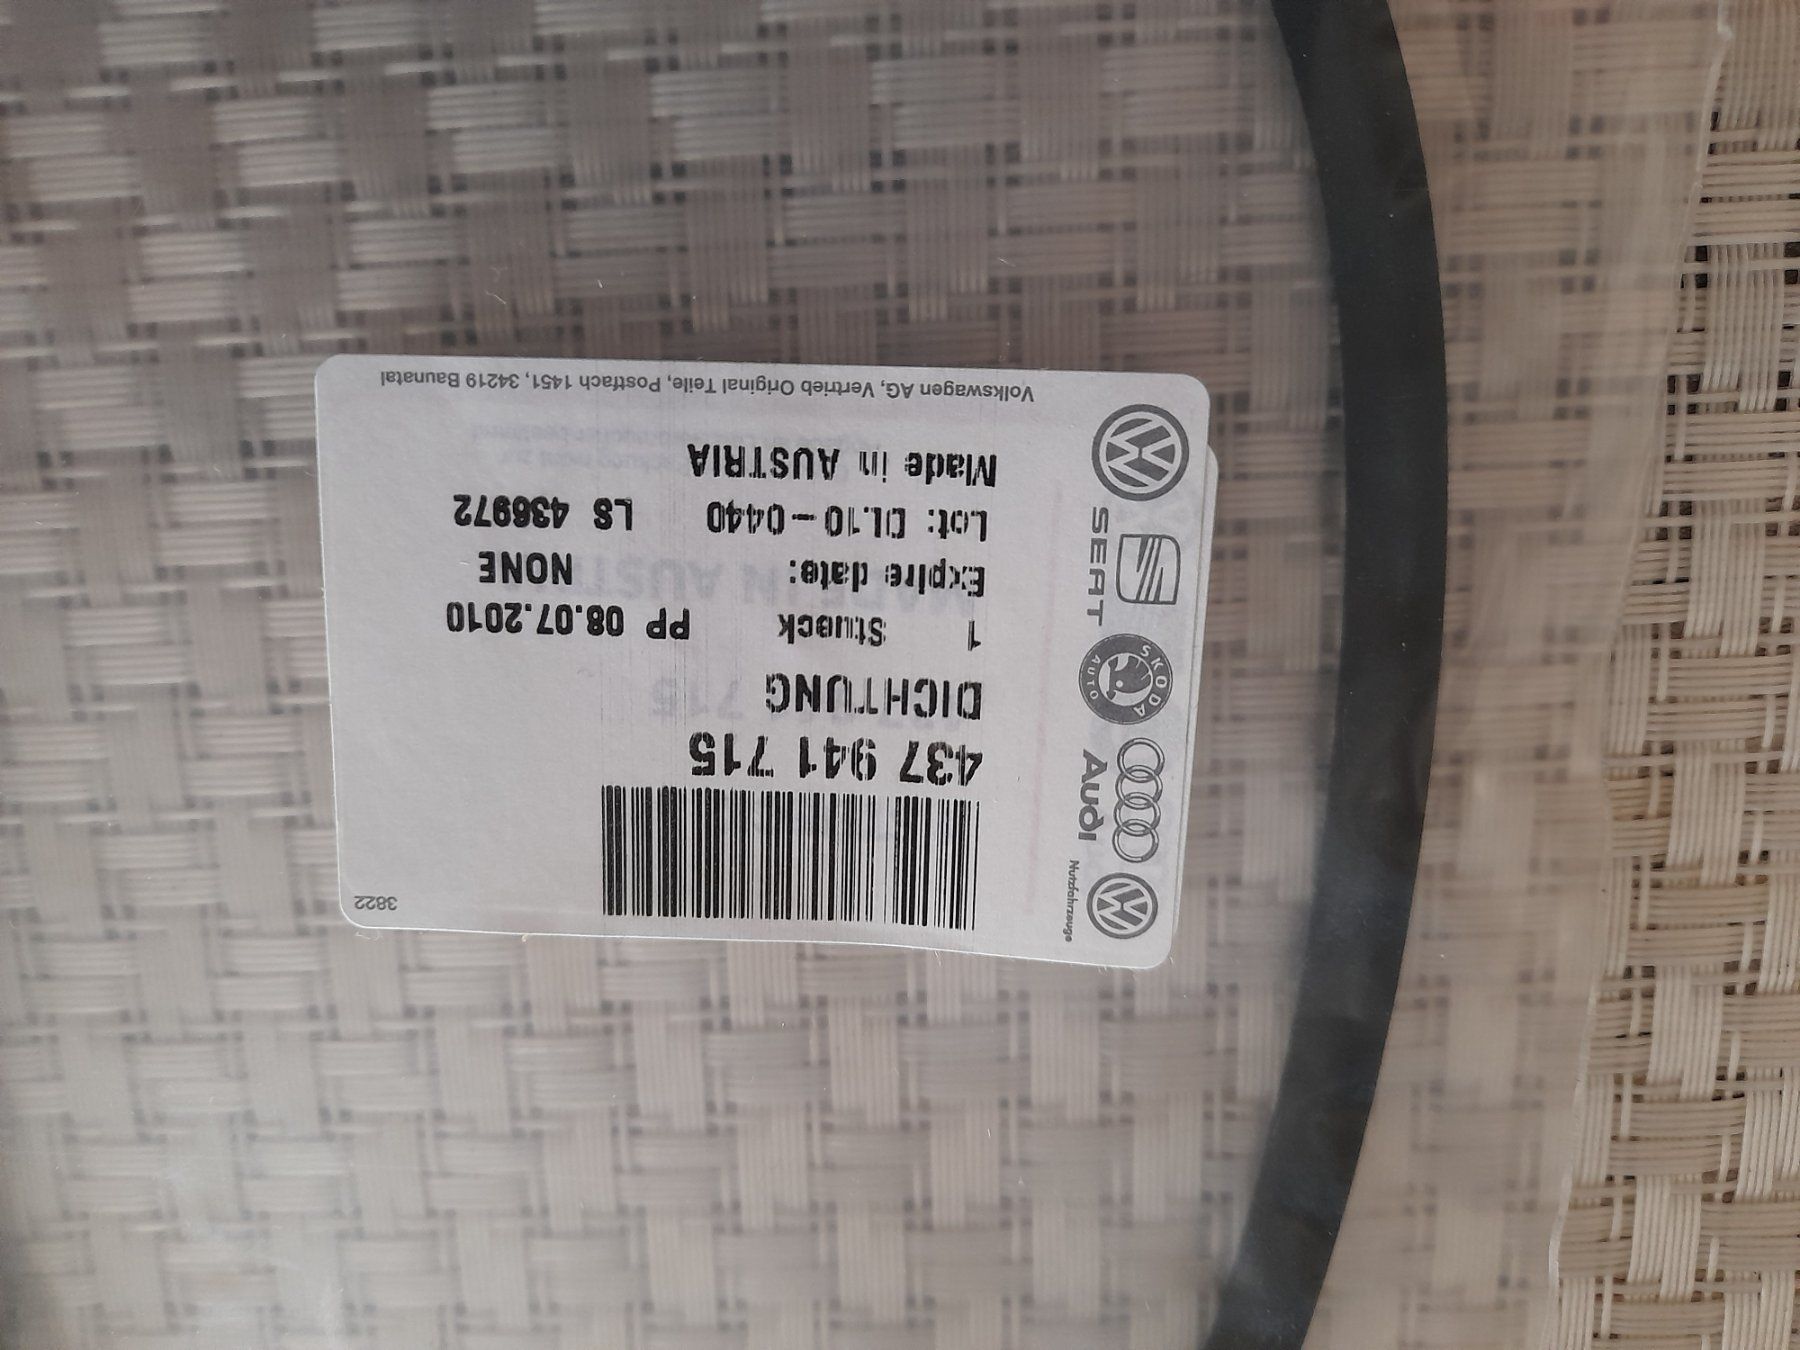 3822
437 941 715
DICHTUNG
1 Stueck PP 08.07.2010
Expire date: NONE
Lot: DL10-0440 LS 436972
Made in AUSTRIA
Volkswagen AG, Vertrieb Original Teile, Postfach 1451, 34219 Baunatal
Nutzfahrzeuge
Audi
SKODA
AUTO
SEAT